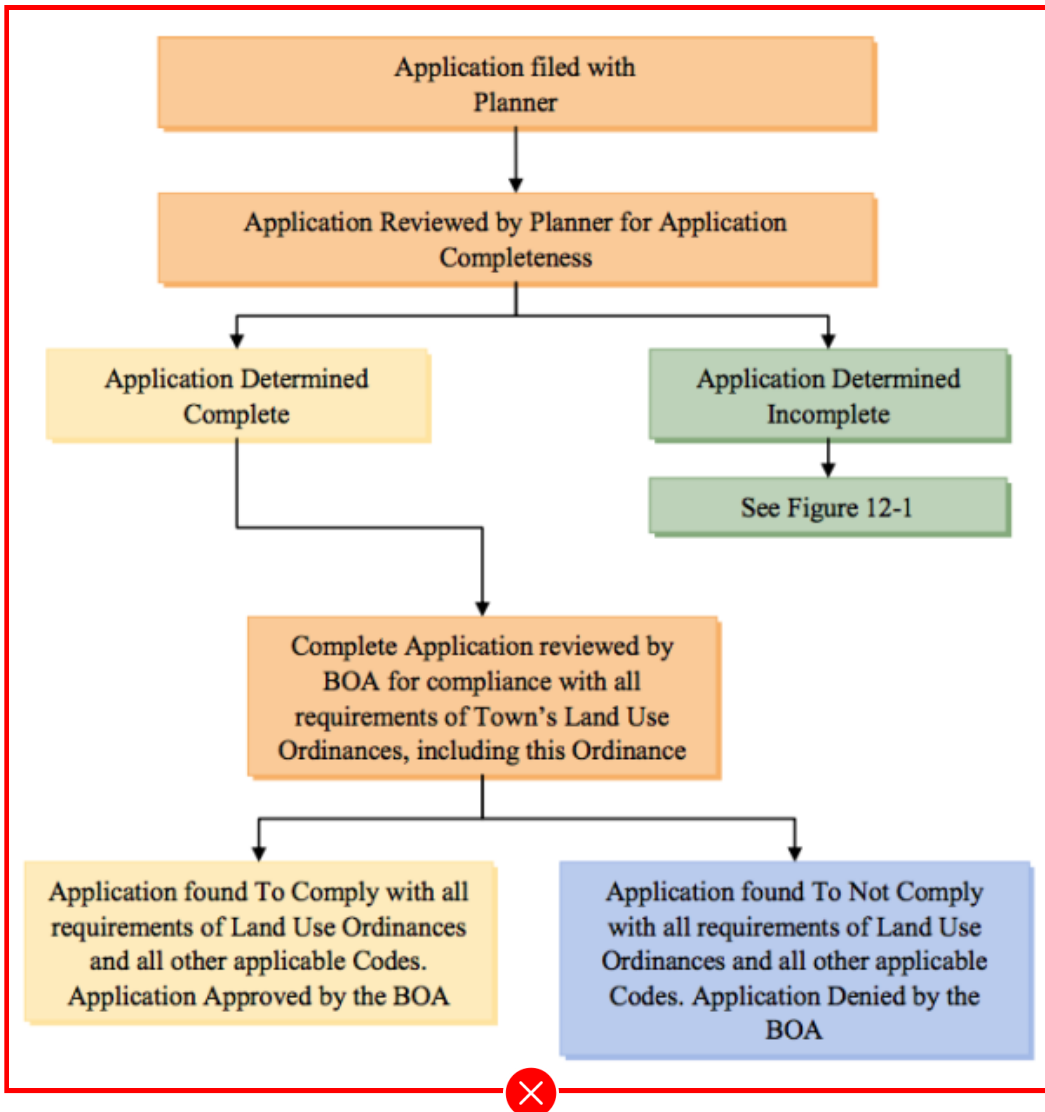 Application filed with
Planner
Application Reviewed by Planner for Application
Completeness
Application Determined
Complete
Application Determined
Incomplete
See Figure 12-1
Complete Application reviewed by
BOA for compliance with all
requirements of Town's Land Use
Ordinances, including this Ordinance
Application found To Comply with all
requirements of Land Use Ordinances
and all other applicable Codes.
Application Approved by the BOA
Application found To Not Comply
with all requirements of Land Use
Ordinances and all other applicable
Codes. Application Denied by the
BOA